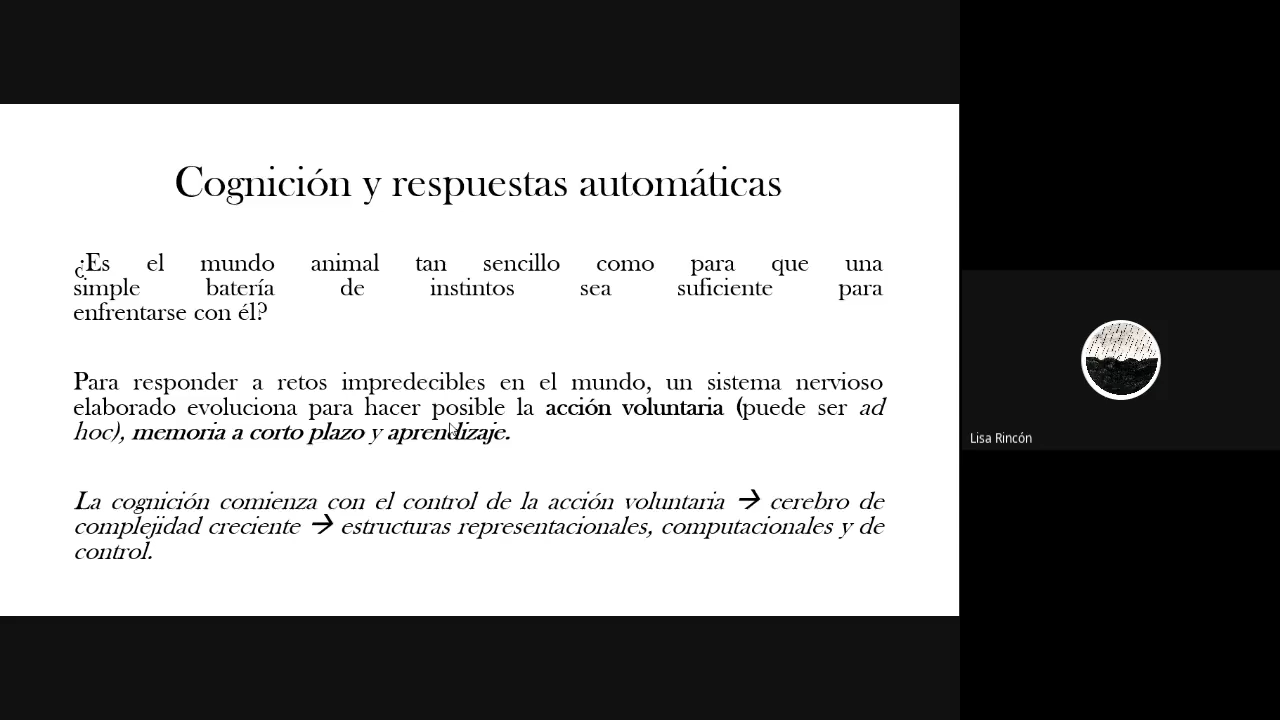 Cognición y respuestas automáticas
¿Es el mundo animal tan sencillo como para que una
simple batería de instintos sea suficiente para
enfrentarse con él?
Para responder a retos impredecibles en el mundo, un sistema nervioso
elaborado evoluciona para hacer posible la acción voluntaria (puede ser ad
hoc), memoria a corto plazo y aprendizaje.
La cognición comienza con el control de la acción voluntaria → cerebro de
complejidad creciente → estructuras representacionales, computacionales y de
control.
Lisa Rincón